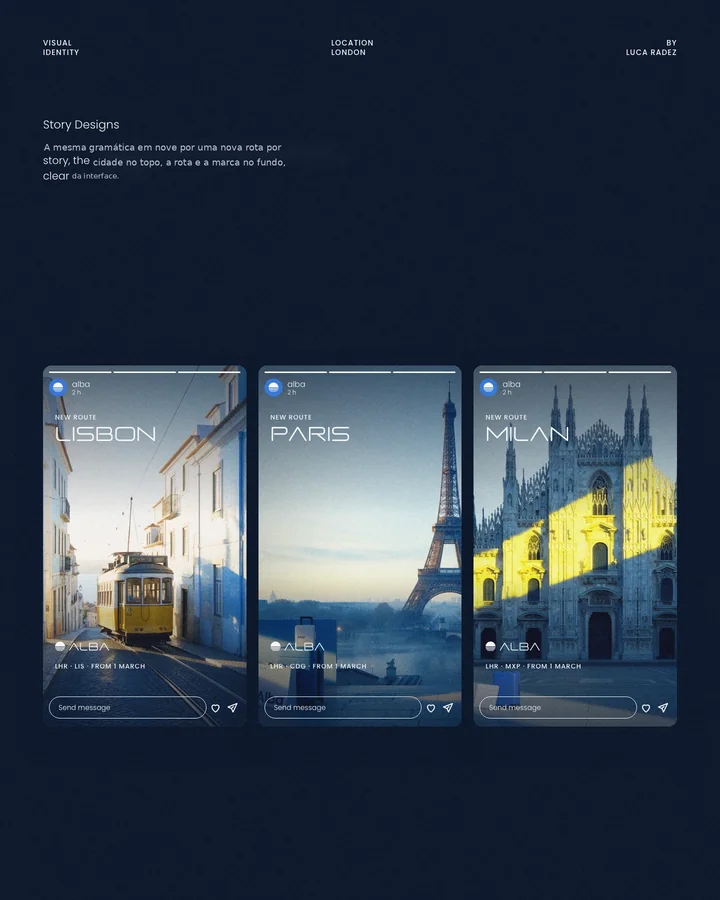 VISUAL
IDENTITY
LOCATION
LONDON
BY
LUCA RADEZ
Story Designs
A mesma gramática em nove por uma nova rota por
story, the cidade no topo, a rota e a marca no fundo,
clear da interface.
alba
2 h
NEW ROUTE
LISBON
ALBA
LHR · LIS · FROM 1 MARCH
Send message
alba
2 h
NEW ROUTE
PARIS
ALBA
LHR · CDG · FROM 1 MARCH
Send message
alba
2 h
NEW ROUTE
MILAN
ALBA
LHR · MXP · FROM 1 MARCH
Send message